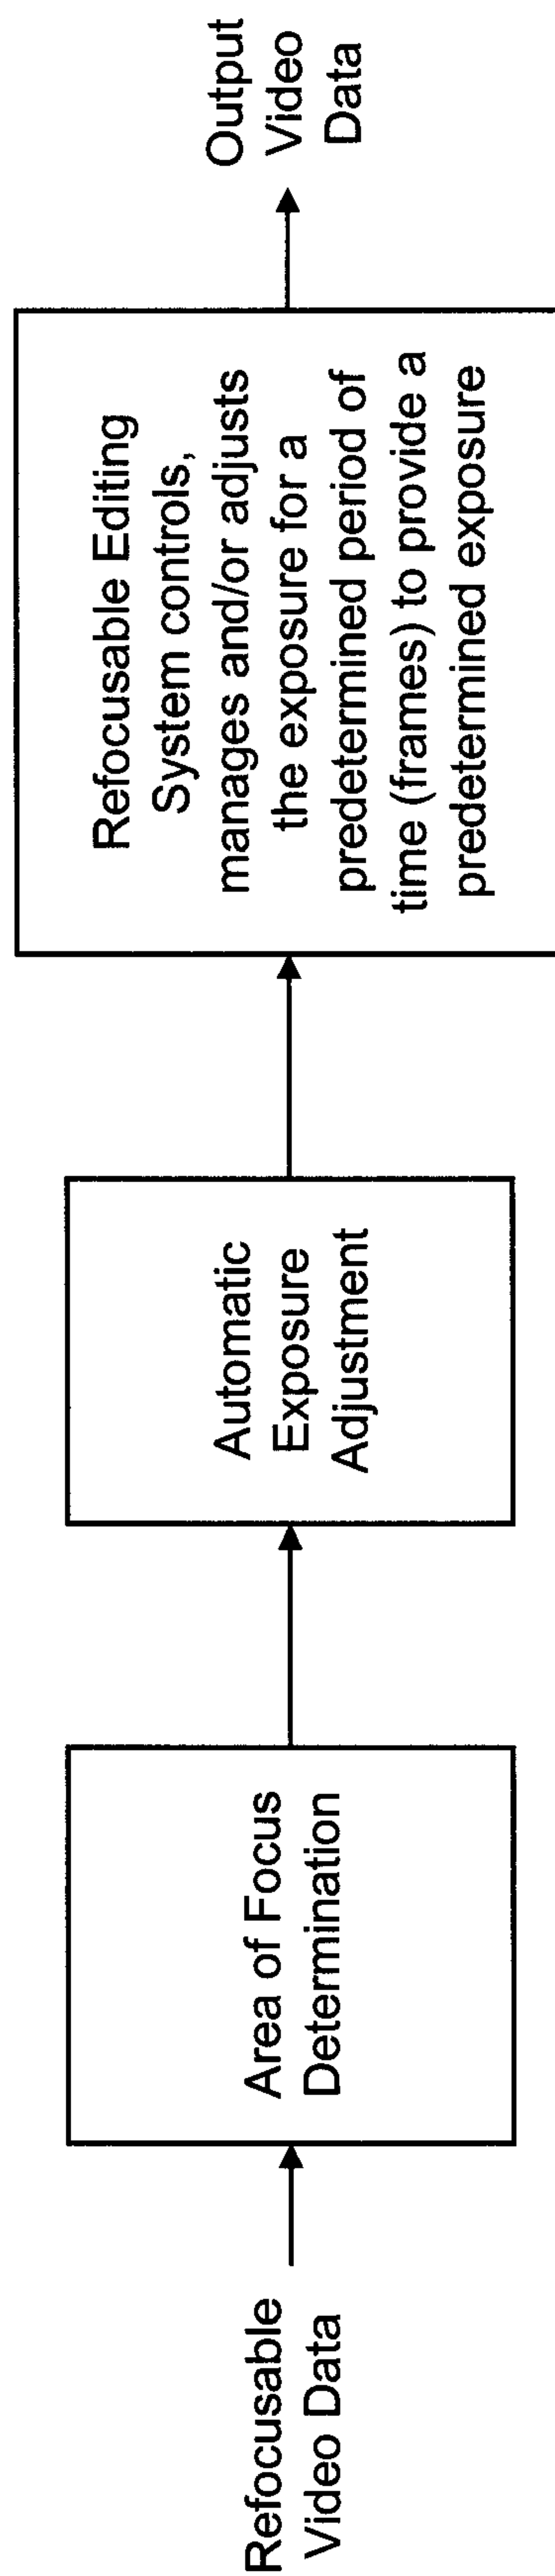 Refocusable
Video Data
Area of Focus
Determination
Automatic
Exposure
Adjustment
Refocusable Editing
System controls,
manages and/or adjusts
the exposure for a
predetermined period of
time (frames) to provide a
predetermined exposure
Output
Video
Data